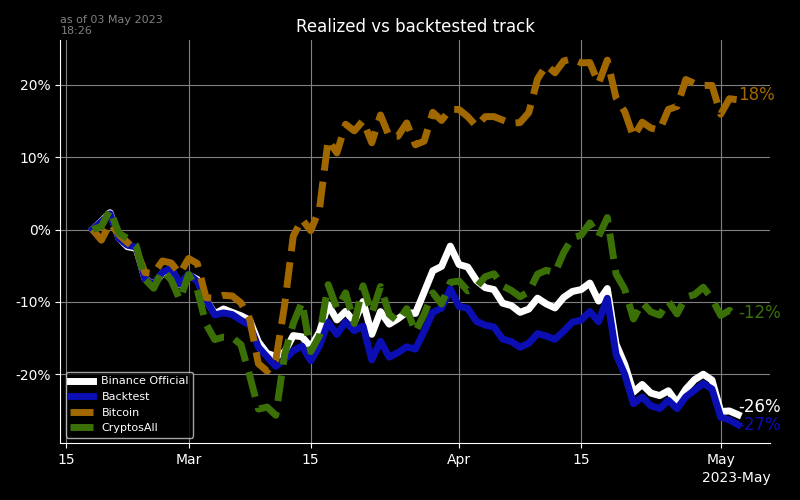 as of 03 May 2023
18:26
Realized vs backtested track
20%
10%
0%
-10%
-20%
18%
-12%
-26%
-27%
Binance Official
Backtest
Bitcoin
CryptosAll
15
Mar
15
Apr
15
May
2023-May